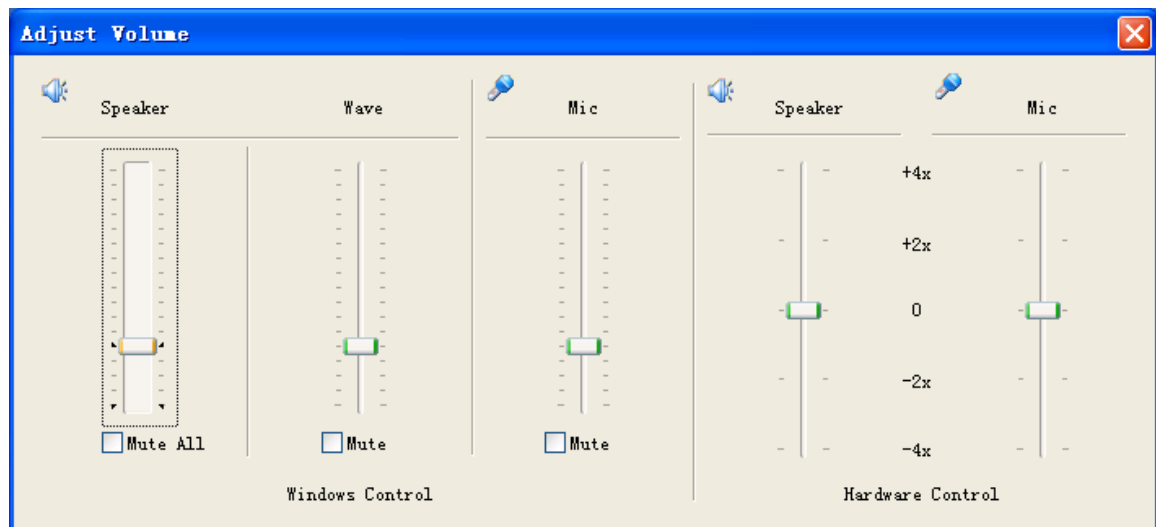 Adjust Volume
Speaker
Wave
Mic
Speaker
Mic
+4x
+2x
0
-2x
-4x
Mute All
Mute
Mute
Windows Control
Hardware Control